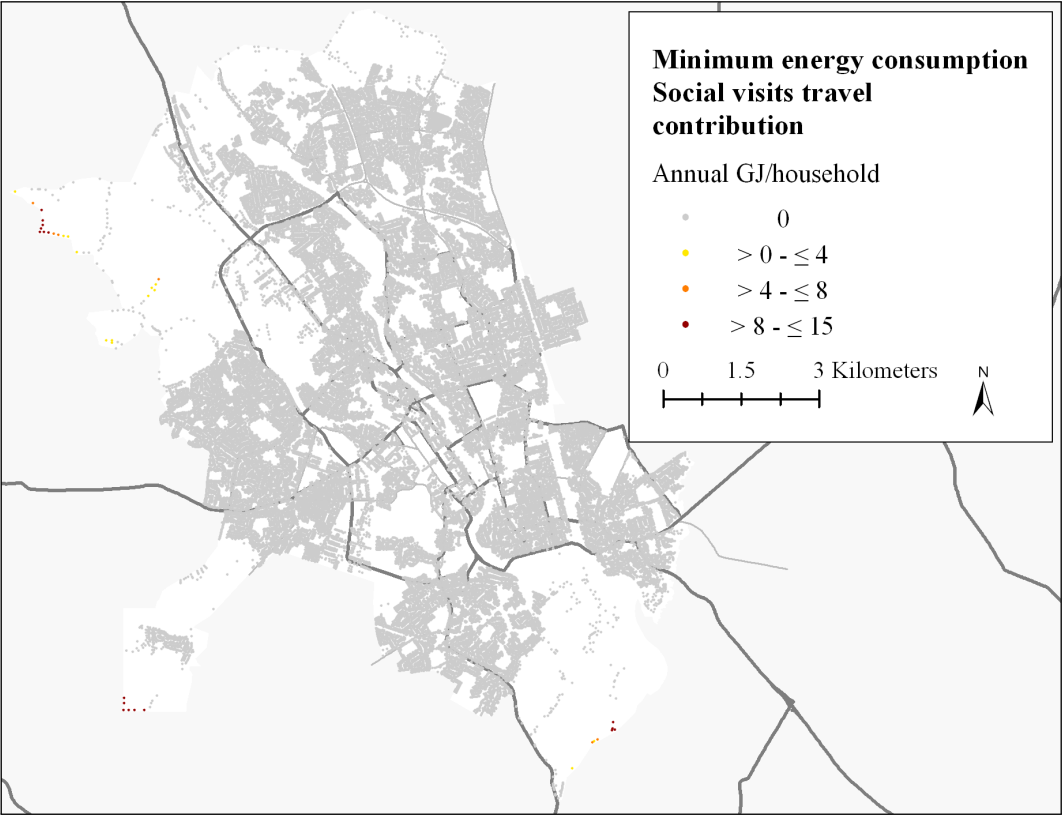 Minimum energy consumption
Social visits travel
contribution
Annual GJ/household
0
> 0 - ≤ 4
> 4 - ≤ 8
> 8 - ≤ 15
0 1.5 3 Kilometers
N